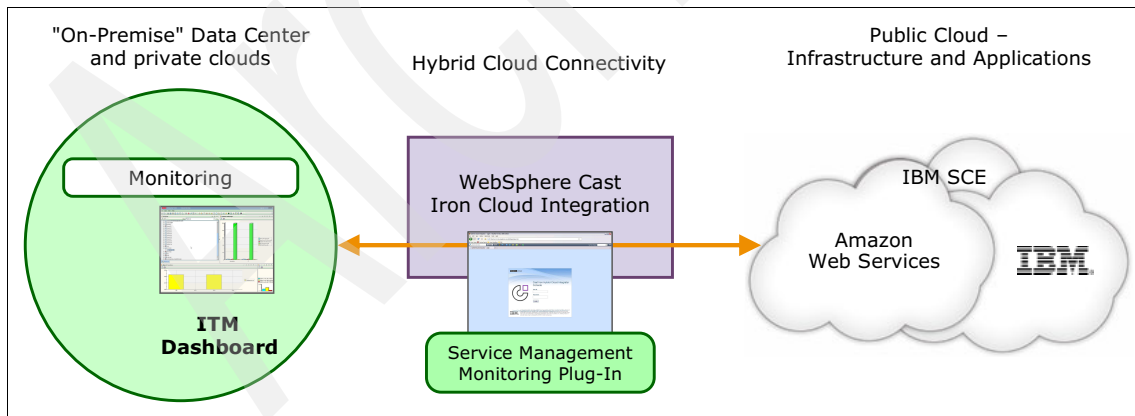 "On-Premise" Data Center
and private clouds
Hybrid Cloud Connectivity
Public Cloud –
Infrastructure and Applications
Monitoring
ITM
Dashboard
WebSphere Cast
Iron Cloud Integration
Service Management
Monitoring Plug-In
IBM SCE
Amazon
Web Services
IBM